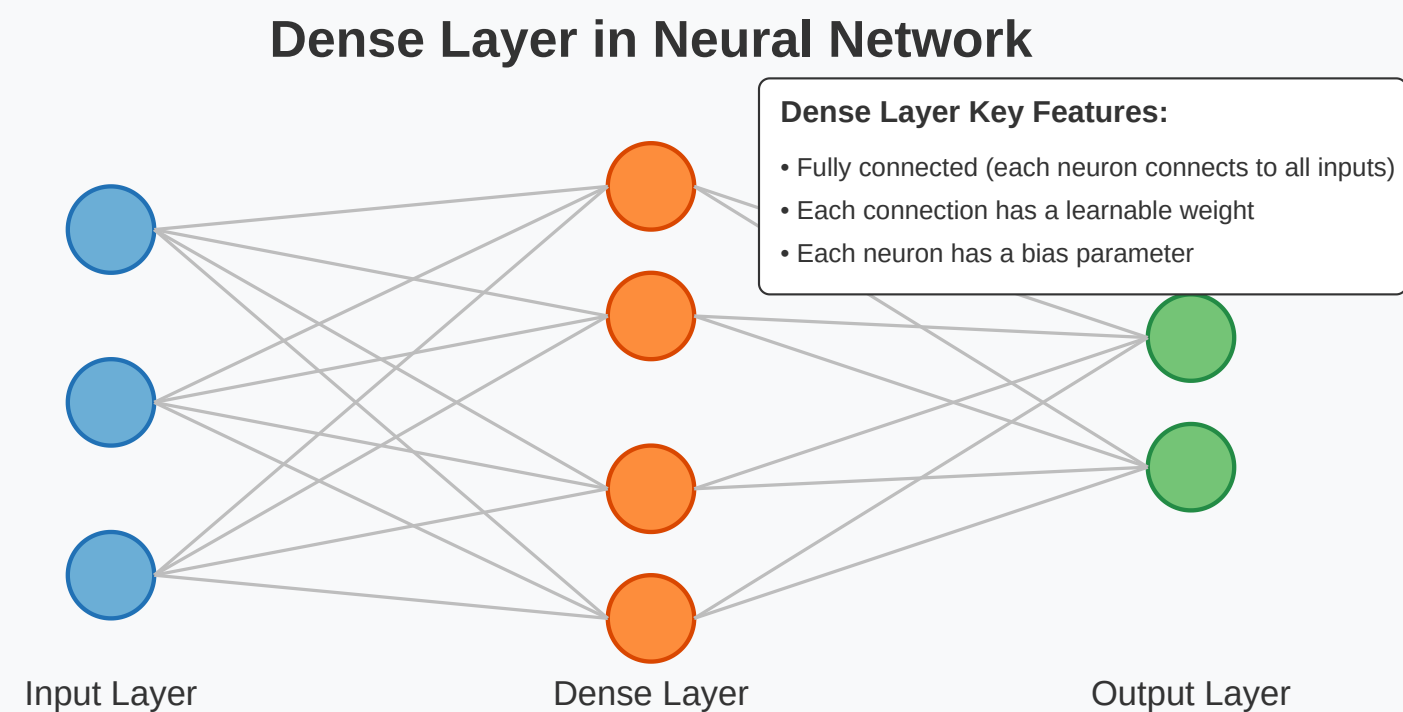 Dense Layer in Neural Network
Dense Layer Key Features:
• Fully connected (each neuron connects to all inputs)
• Each connection has a learnable weight
• Each neuron has a bias parameter
Input Layer
Dense Layer
Output Layer